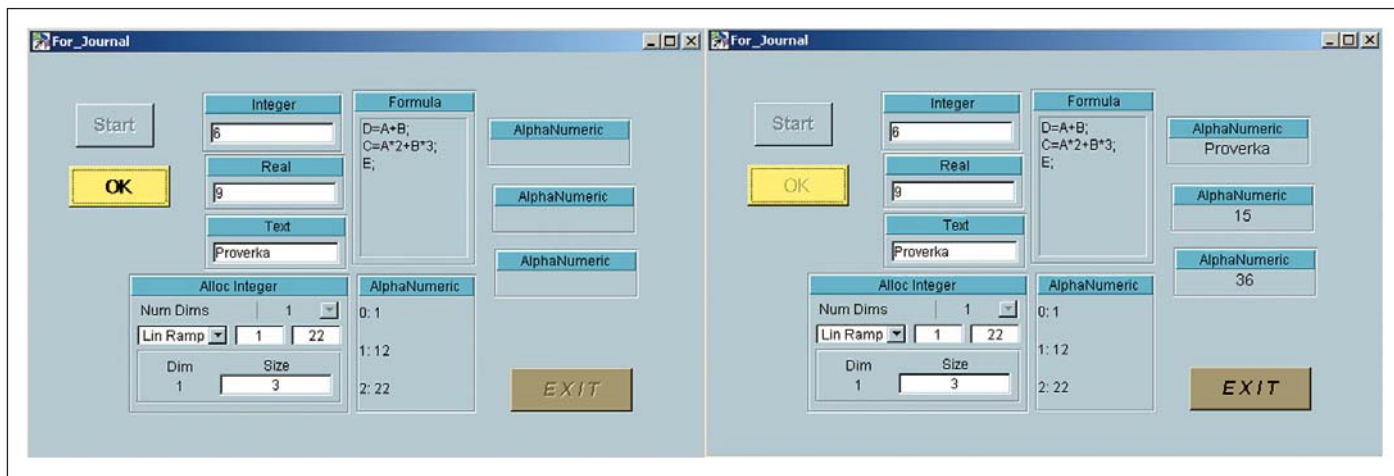 For_Journal
Start
OK
Integer
6
Real
9
Text
Proverka
Formula
D=A+B;
C=A*2+B*3;
E;
AlphaNumeric
AlphaNumeric
AlphaNumeric
Alloc Integer
Num Dims 1
Lin Ramp 1 22
Dim Size
1 3
AlphaNumeric
0: 1
1: 12
2: 22
EXIT
For_Journal
Start
OK
Integer
6
Real
9
Text
Proverka
Formula
D=A+B;
C=A*2+B*3;
E;
AlphaNumeric
Proverka
AlphaNumeric
15
AlphaNumeric
36
Alloc Integer
Num Dims 1
Lin Ramp 1 22
Dim Size
1 3
AlphaNumeric
0: 1
1: 12
2: 22
EXIT